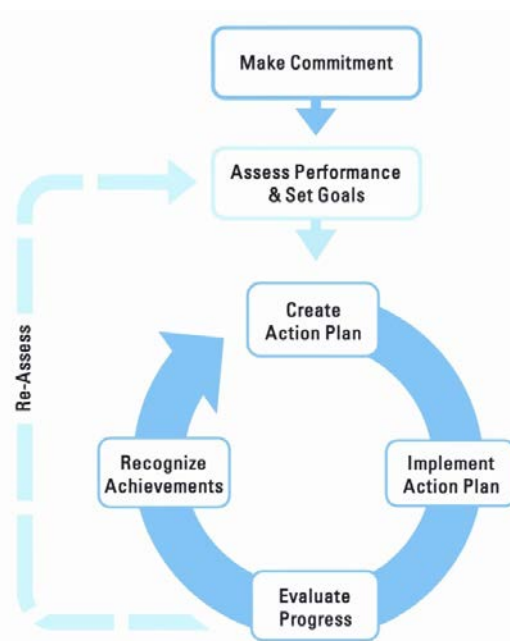 Make Commitment
Assess Performance
& Set Goals
Create
Action Plan
Re-Assess
Recognize
Achievements
Implement
Action Plan
Evaluate
Progress